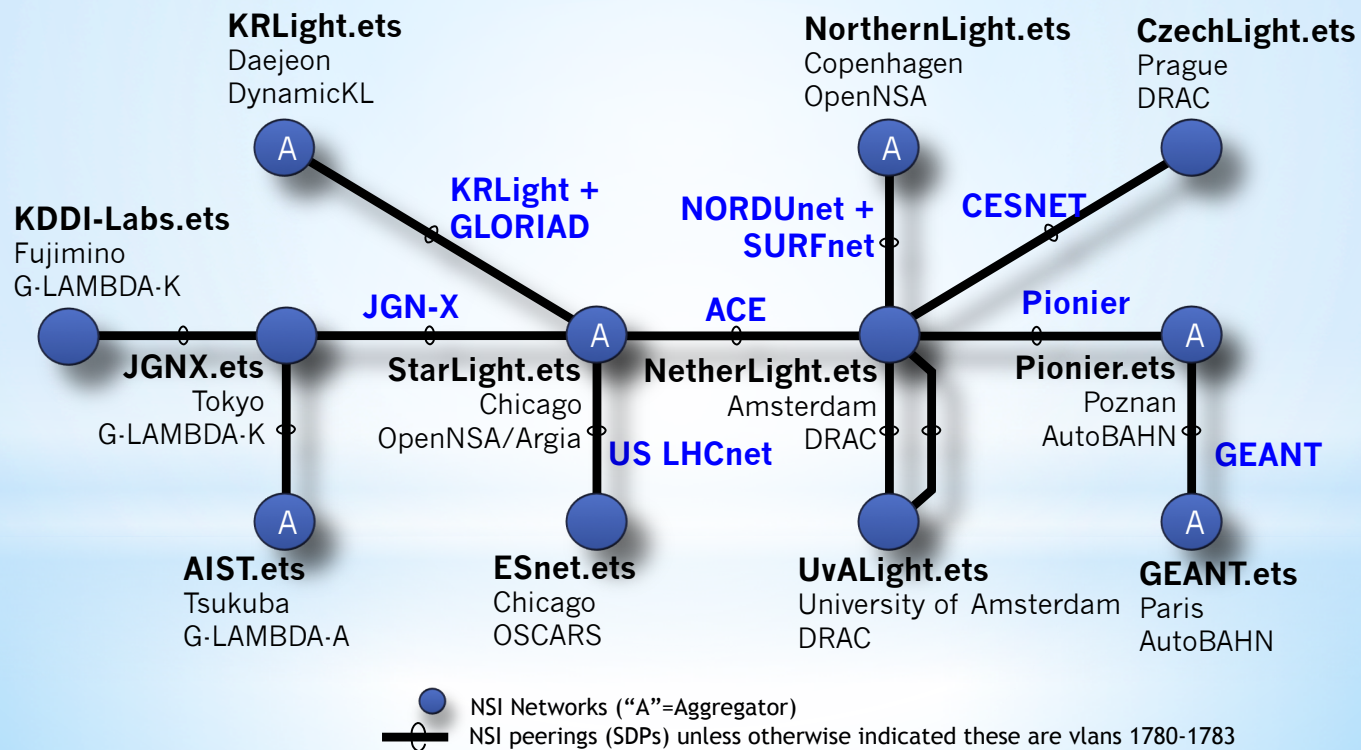 KRLight.ets
Daejeon
DynamicKL
A
NorthernLight.ets
Copenhagen
OpenNSA
A
CzechLight.ets
Prague
DRAC
KDDI-Labs.ets
Fujimino
G-LAMBDA-K
KRLight +
GLORIAD
NORDUnet +
SURFnet
CESNET
JGN-X
ACE
Pionier
JGNX.ets
Tokyo
G-LAMBDA-K
A
StarLight.ets
Chicago
OpenNSA/Argia
US LHCnet
NetherLight.ets
Amsterdam
DRAC
A
Pionier.ets
Poznan
AutoBAHN
GEANT
A
AIST.ets
Tsukuba
G-LAMBDA-A
ESnet.ets
Chicago
OSCARS
UvALight.ets
University of Amsterdam
DRAC
A
GEANT.ets
Paris
AutoBAHN
NSI Networks (“A”=Aggregator)
NSI peerings (SDPs) unless otherwise indicated these are vlans 1780-1783